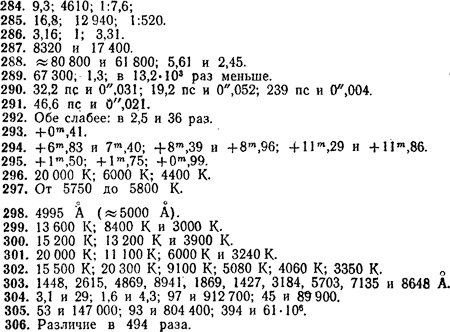 284. 9,3; 4610; 1:7,6;
285. 16,8; 12 940; 1:520.
286. 3,16; 1; 3,31.
287. 8320 и 17 400.
288. ≈80 800 и 61 800; 5,61 и 2,45.
289. 67 300; 1,3; в 13,2·10³ раз меньше.
290. 32,2 пс и 0″,031; 19,2 пс и 0″,052; 239 пс и 0″,004.
291. 46,6 пс и 0″,021.
292. Обе слабее: в 2,5 и 36 раз.
293. +0ᵐ,41.
294. +6ᵐ,83 и 7ᵐ,40; +8ᵐ,39 и +8ᵐ,96; +11ᵐ,29 и +11ᵐ,86.
295. +1ᵐ,50; +1ᵐ,75; +0ᵐ,99.
296. 20 000 К; 6000 К; 4400 К.
297. От 5750 до 5800 К.
298. 4995 Å (≈5000 Å).
299. 13 600 К; 8400 К и 3000 К.
300. 15 200 К; 13 200 К и 3900 К.
301. 20 000 К; 11 100 К; 6000 К и 3240 К.
302. 15 500 К; 20 300 К; 9100 К; 5080 К; 4060 К; 3350 К.
303. 1448, 2615, 4869, 8941, 1869, 1427, 3184, 5703, 7135 и 8648 Å.
304. 3,1 и 29; 1,6 и 4,3; 97 и 912 700; 45 и 89 900.
305. 53 и 147 000; 93 и 804 400; 394 и 61·10⁶.
306. Различие в 494 раза.